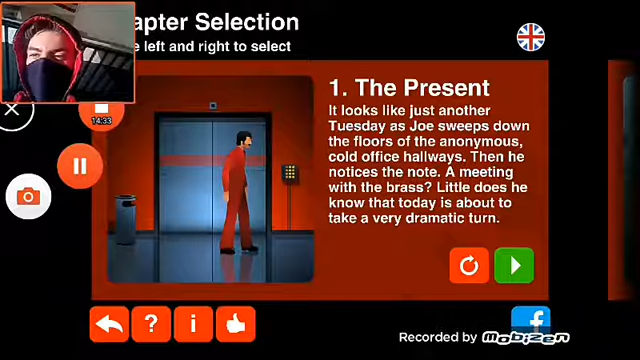 apter Selection
e left and right to select
1. The Present
It looks like just another
Tuesday as Joe sweeps down
the floors of the anonymous,
cold office hallways. Then he
notices the note. A meeting
with the brass? Little does he
know that today is about to
take a very dramatic turn.
14:33
?
i
f
Recorded by
Mobizen